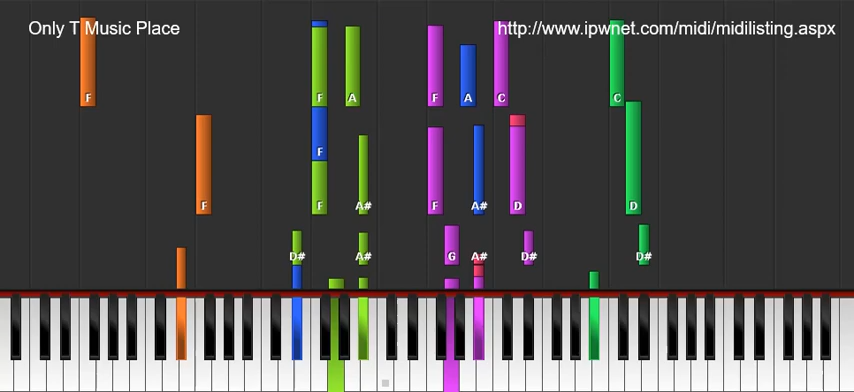 Only T Music Place
http://www.ipwnet.com/midi/midilisting.aspx
F F A F A C C
F
F F A# F A# D D
D# A# G A# D# D#